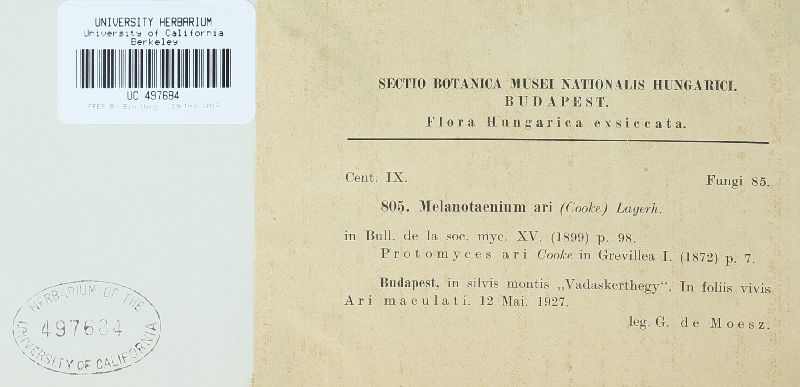 UNIVERSITY HERBARIUM
University of California
Berkeley
UC 497684
SECTIO BOTANICA MUSEI NATIONALIS HUNGARICI.
BUDAPEST.
Flora Hungarica exsiccata.
Cent. IX. Fungi 85.
805. Melanotaenium ari (Cooke) Lagerh.
in Bull. de la soc. myc. XV. (1899) p. 98.
Protomyces ari Cooke in Grevillea I. (1872) p. 7.
Budapest, in silvis montis „Vadaskerthegy“. In foliis vivis
Ari maculati. 12 Mai. 1927.
leg. G. de Moesz.
HERBARIUM OF THE
497684
UNIVERSITY OF CALIFORNIA